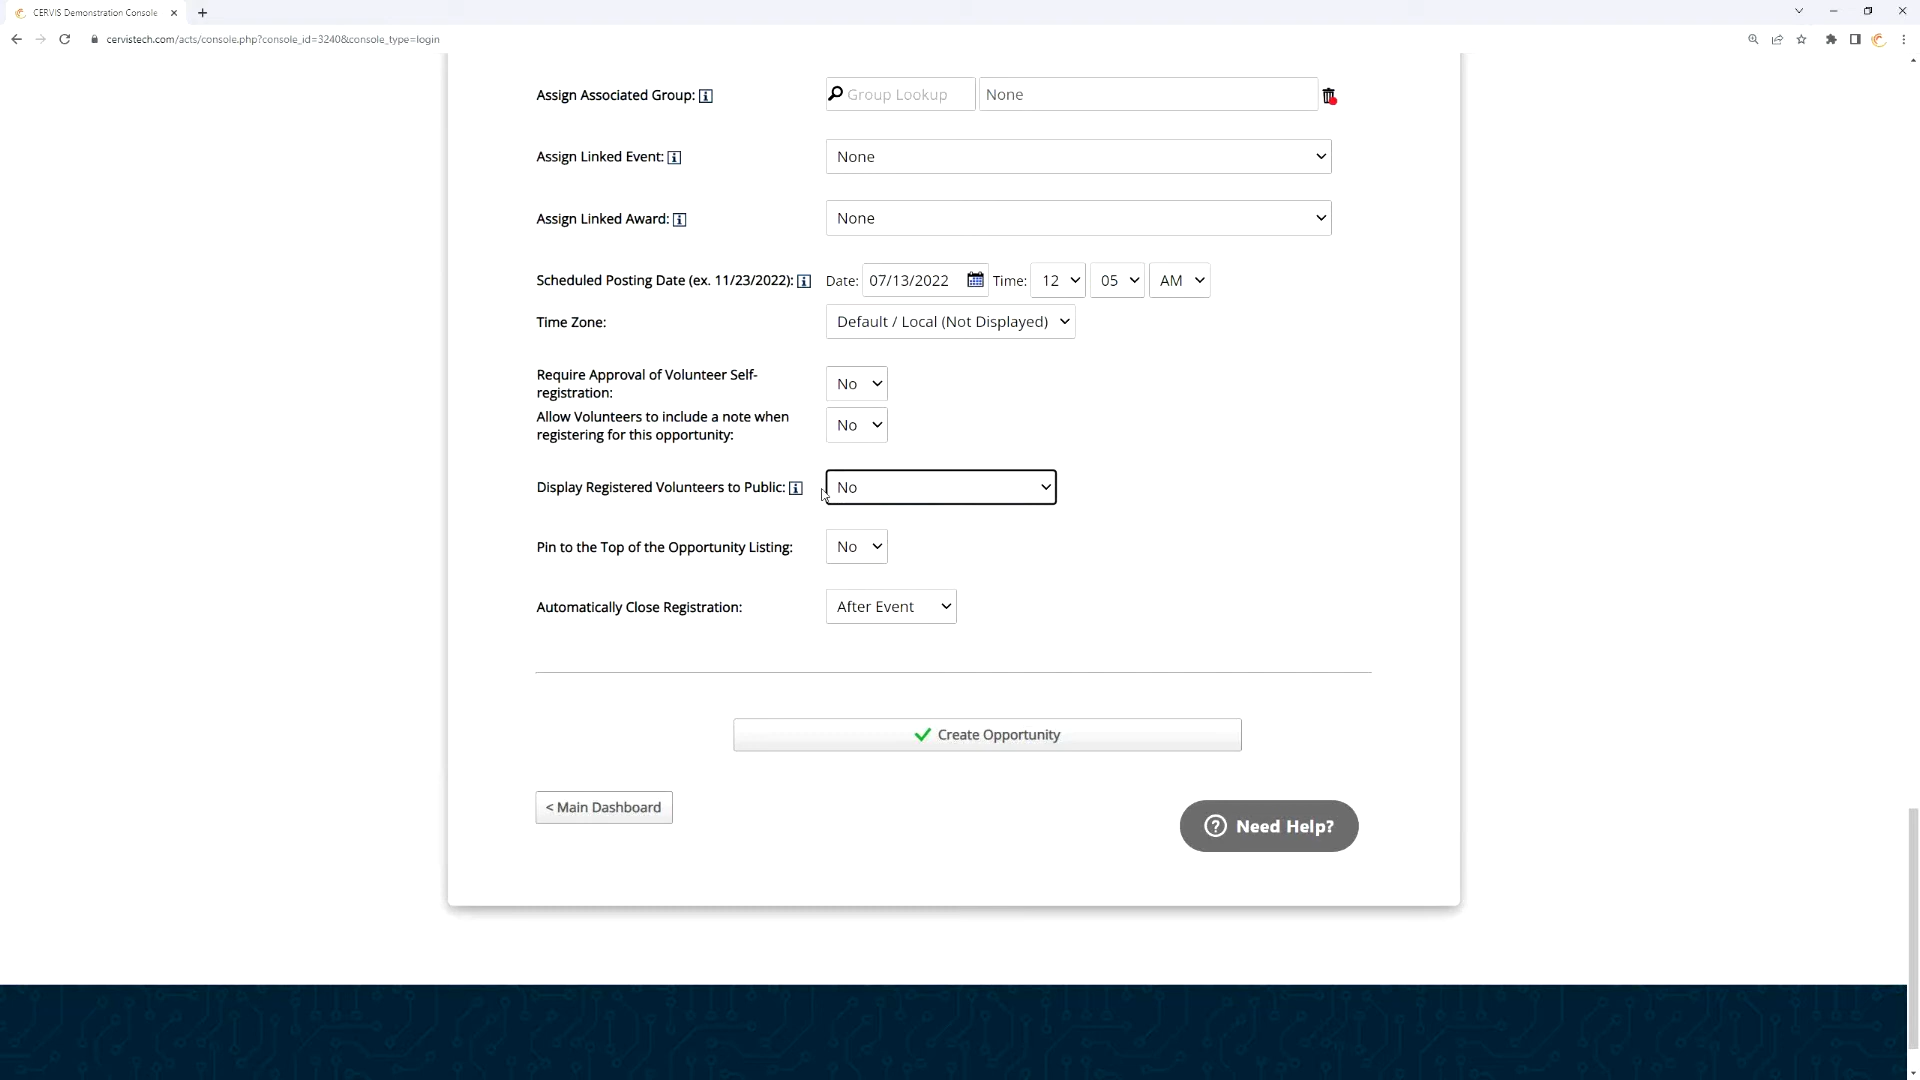 CERVIS Demonstration Console
cervistech.com/acts/console.php?console_id=3240&console_type=login
Assign Associated Group: i Group Lookup None
Assign Linked Event: i None
Assign Linked Award: i None
Scheduled Posting Date (ex. 11/23/2022): i Date: 07/13/2022 Time: 12 05 AM
Time Zone: Default / Local (Not Displayed)
Require Approval of Volunteer Self-
registration: No
Allow Volunteers to include a note when
registering for this opportunity: No
Display Registered Volunteers to Public: i No
Pin to the Top of the Opportunity Listing: No
Automatically Close Registration: After Event
Create Opportunity
< Main Dashboard
? Need Help?